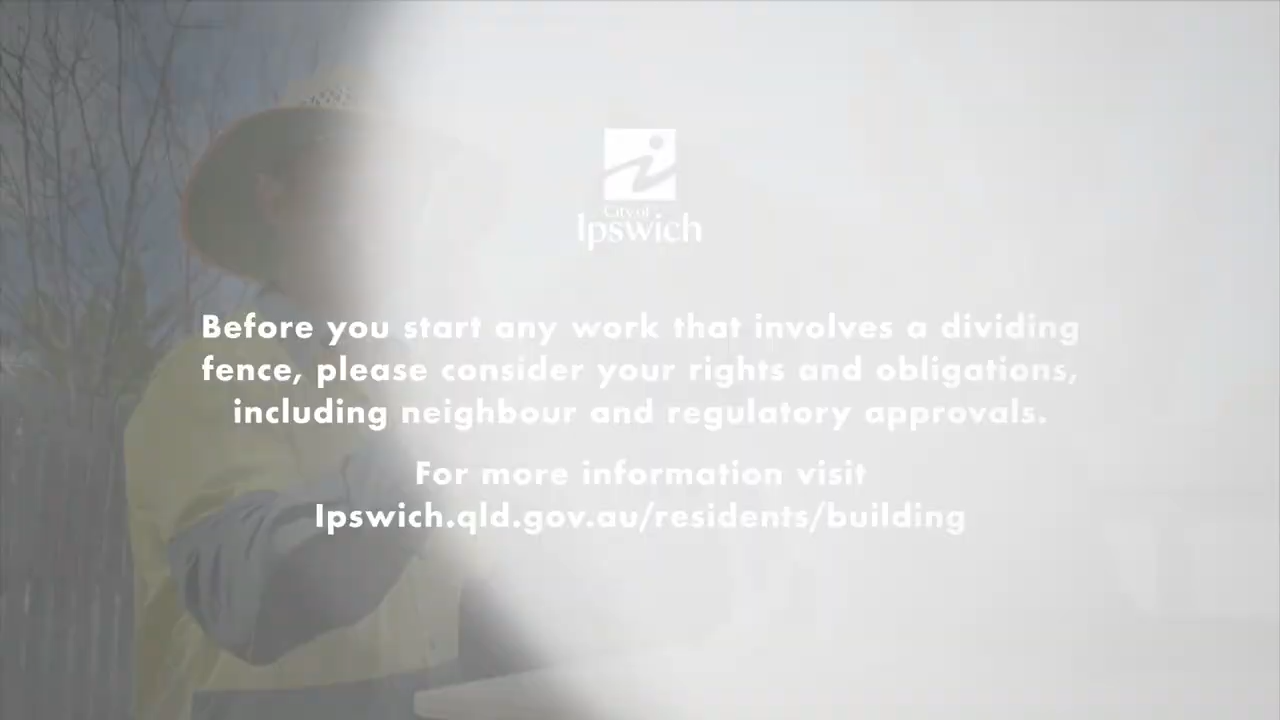 City of
Ipswich
Before you start any work that involves a dividing
fence, please consider your rights and obligations,
including neighbour and regulatory approvals.
For more information visit
Ipswich.qld.gov.au/residents/building